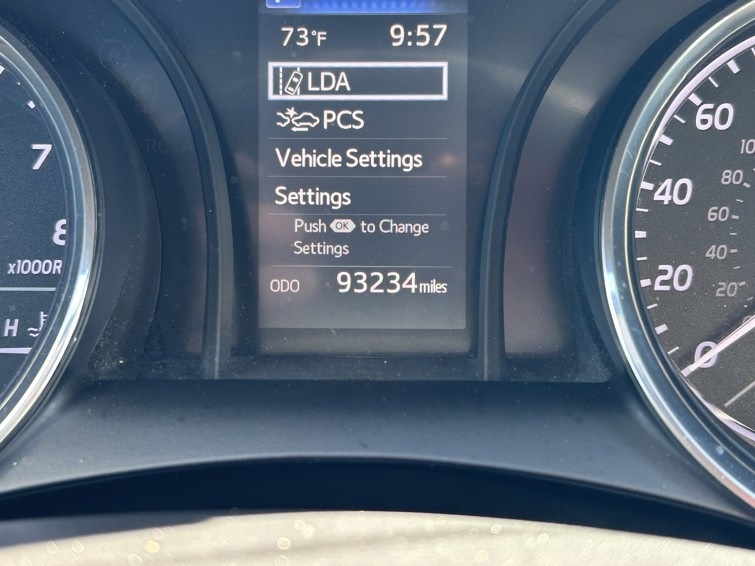 73°F 9:57
LDA
PCS
Vehicle Settings
Settings
Push OK to Change
Settings
ODO 93234 miles
7
8
x1000R
H
60
40
20
0
80
60
40
20